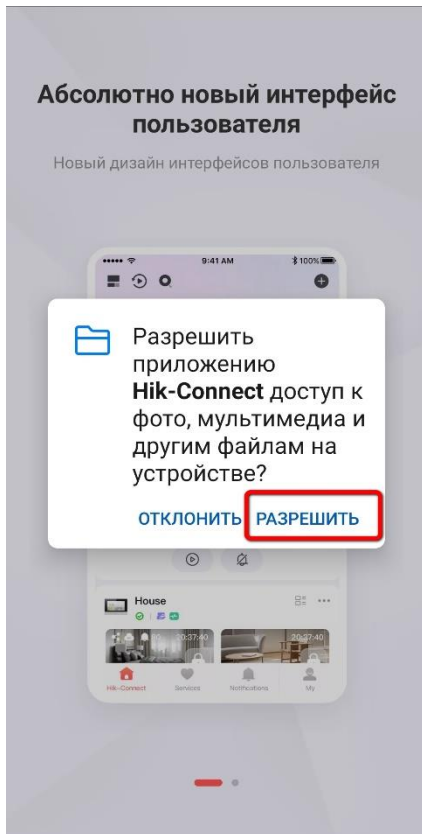 Абсолютно новый интерфейс
пользователя
Новый дизайн интерфейсов пользователя
9:41 AM
100%
Разрешить
приложению
Hik-Connect доступ к
фото, мультимедиа и
другим файлам на
устройстве?
ОТКЛОНИТЬ РАЗРЕШИТЬ
House
20:37:40 20:37:40
Hik-Connect Services Notifications My